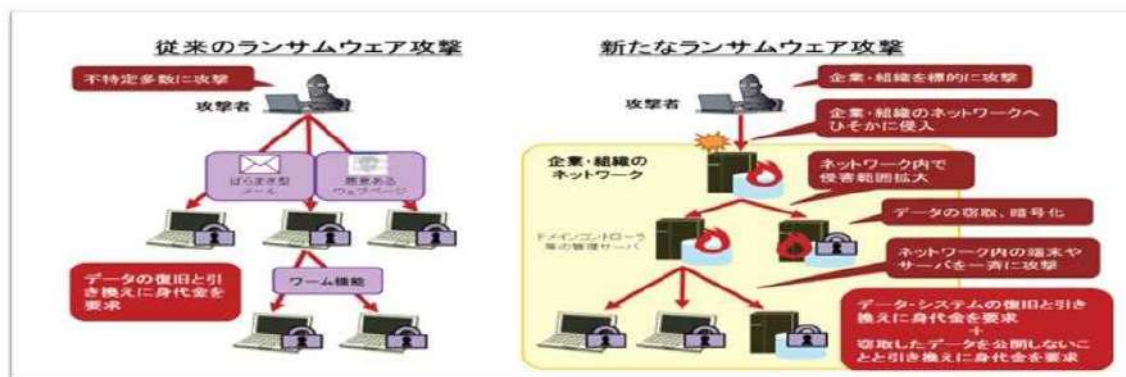 従来のランサムウェア攻撃
不特定多数に攻撃
攻撃者
ばらまき型
メール
悪意ある
ウェブページ
データの復旧と引
き換えに身代金を
要求
ワーム機能
新たなランサムウェア攻撃
企業・組織を標的に攻撃
攻撃者
企業・組織のネットワークへ
ひそかに侵入
企業・組織の
ネットワーク
ネットワーク内で
侵害範囲拡大
データの窃取、暗号化
ドメインコントローラ
等の管理サーバ
ネットワーク内の端末や
サーバを一斉に攻撃
データ・システムの復旧と引き
換えに身代金を要求
+
窃取したデータを公開しないこ
とと引き換えに身代金を要求